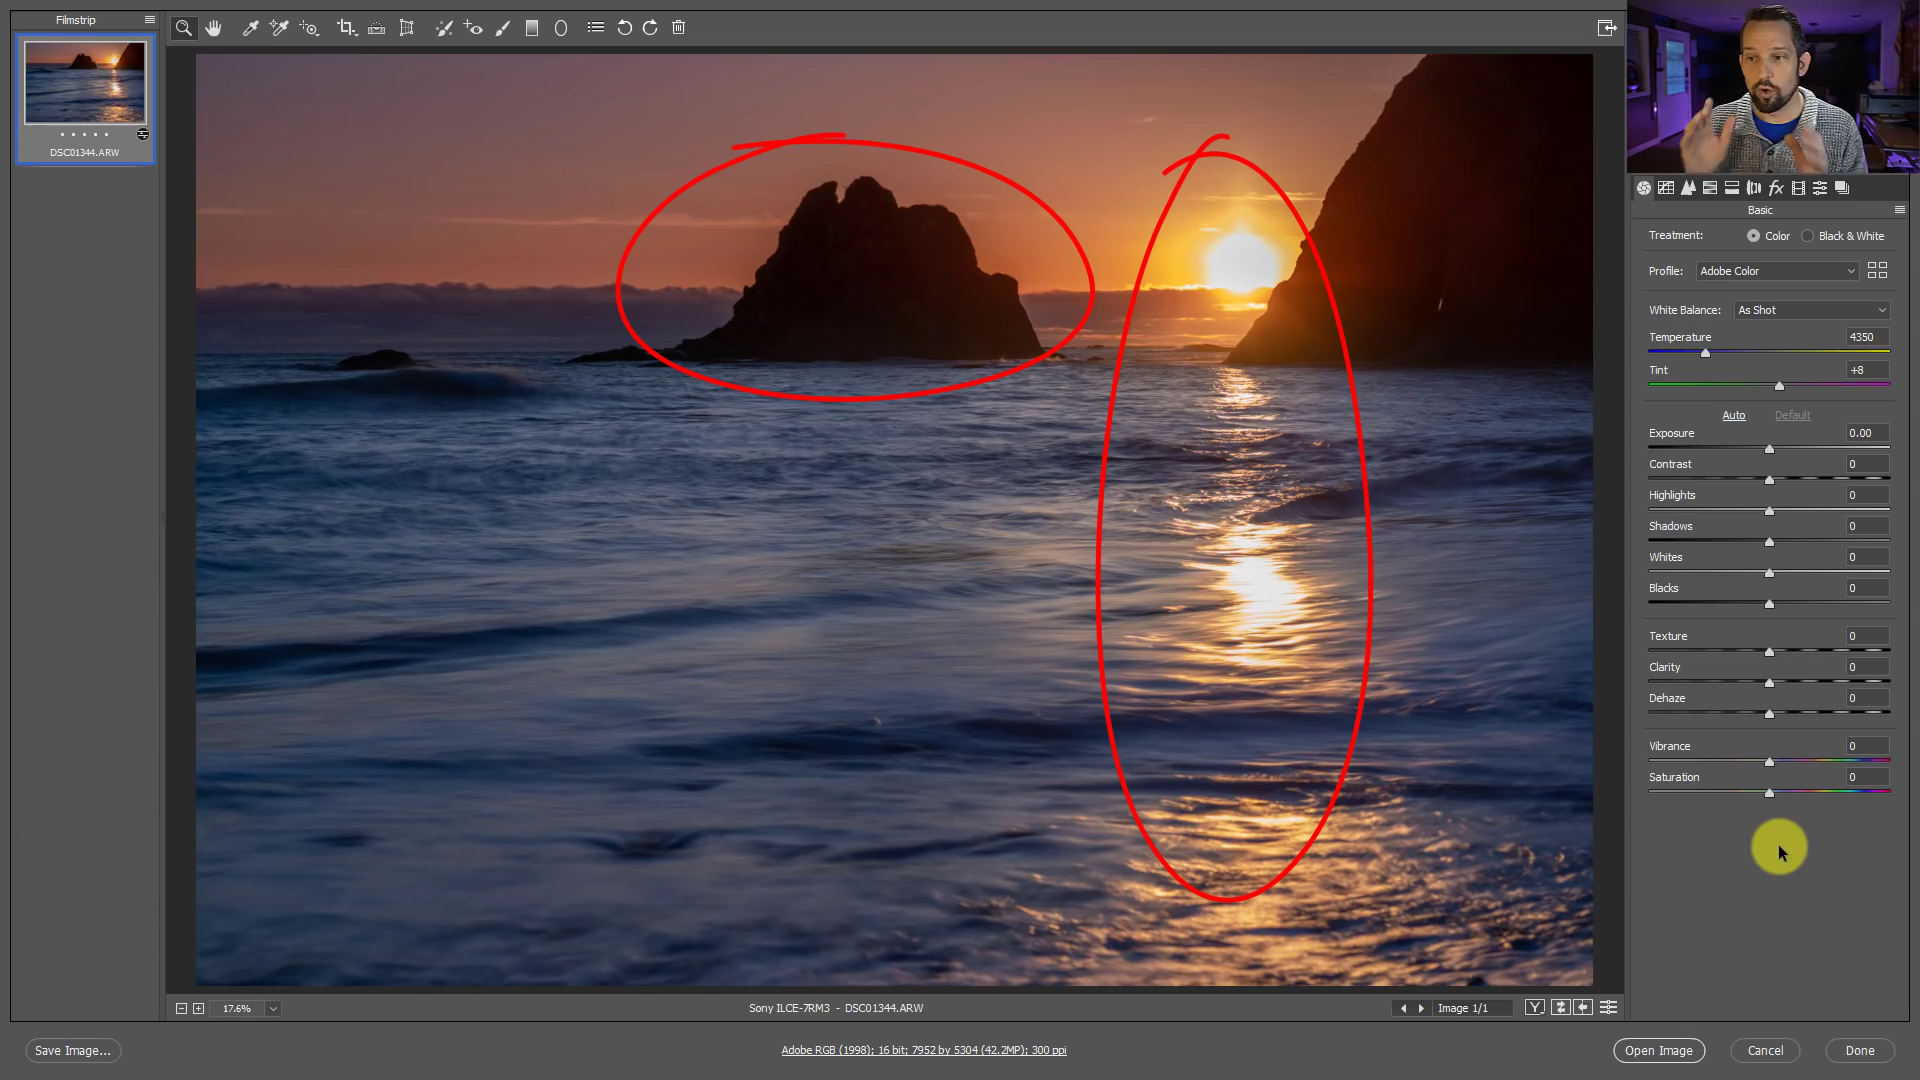 Filmstrip
DSC01344.ARW
Basic
Treatment: Color Black & White
Profile: Adobe Color
White Balance: As Shot
Temperature 4350
Tint +8
Auto Default
Exposure 0.00
Contrast 0
Highlights 0
Shadows 0
Whites 0
Blacks 0
Texture 0
Clarity 0
Dehaze 0
Vibrance 0
Saturation 0
17.6% Sony ILCE-7RM3 - DSC01344.ARW Image 1/1 Y
Save Image... Adobe RGB (1998); 16 bit; 7952 by 5304 (42.2MP); 300 ppi Open Image Cancel Done